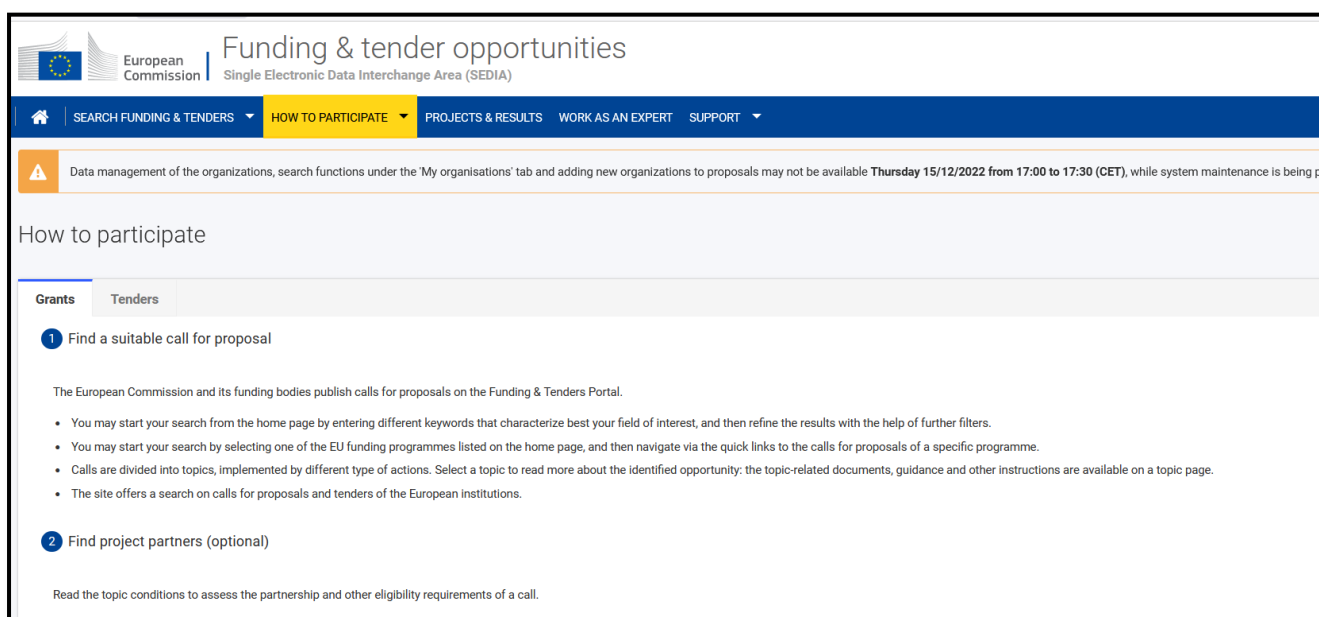 European
Commission
Funding & tender opportunities
Single Electronic Data Interchange Area (SEDIA)
SEARCH FUNDING & TENDERS HOW TO PARTICIPATE PROJECTS & RESULTS WORK AS AN EXPERT SUPPORT
Data management of the organizations, search functions under the 'My organisations' tab and adding new organizations to proposals may not be available Thursday 15/12/2022 from 17:00 to 17:30 (CET), while system maintenance is being
How to participate
Grants Tenders
1 Find a suitable call for proposal
The European Commission and its funding bodies publish calls for proposals on the Funding & Tenders Portal.
• You may start your search from the home page by entering different keywords that characterize best your field of interest, and then refine the results with the help of further filters.
• You may start your search by selecting one of the EU funding programmes listed on the home page, and then navigate via the quick links to the calls for proposals of a specific programme.
• Calls are divided into topics, implemented by different type of actions. Select a topic to read more about the identified opportunity: the topic-related documents, guidance and other instructions are available on a topic page.
• The site offers a search on calls for proposals and tenders of the European institutions.
2 Find project partners (optional)
Read the topic conditions to assess the partnership and other eligibility requirements of a call.